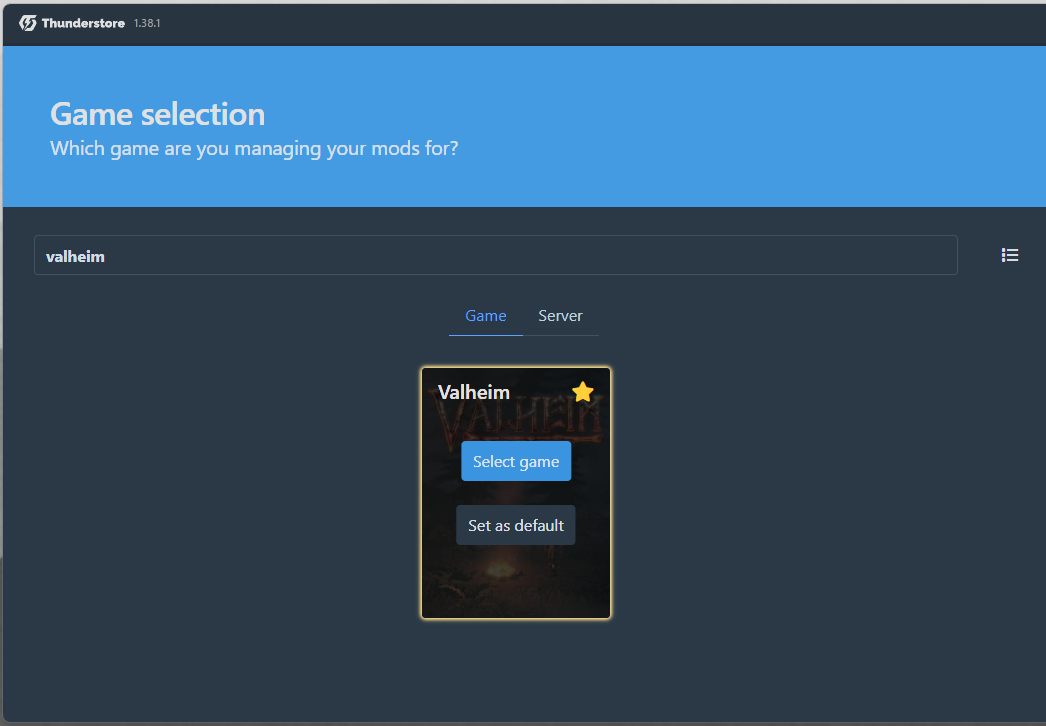 Thunderstore 1.38.1
Game selection
Which game are you managing your mods for?
valheim
Game Server
Valheim
VALHEIM
Select game
Set as default